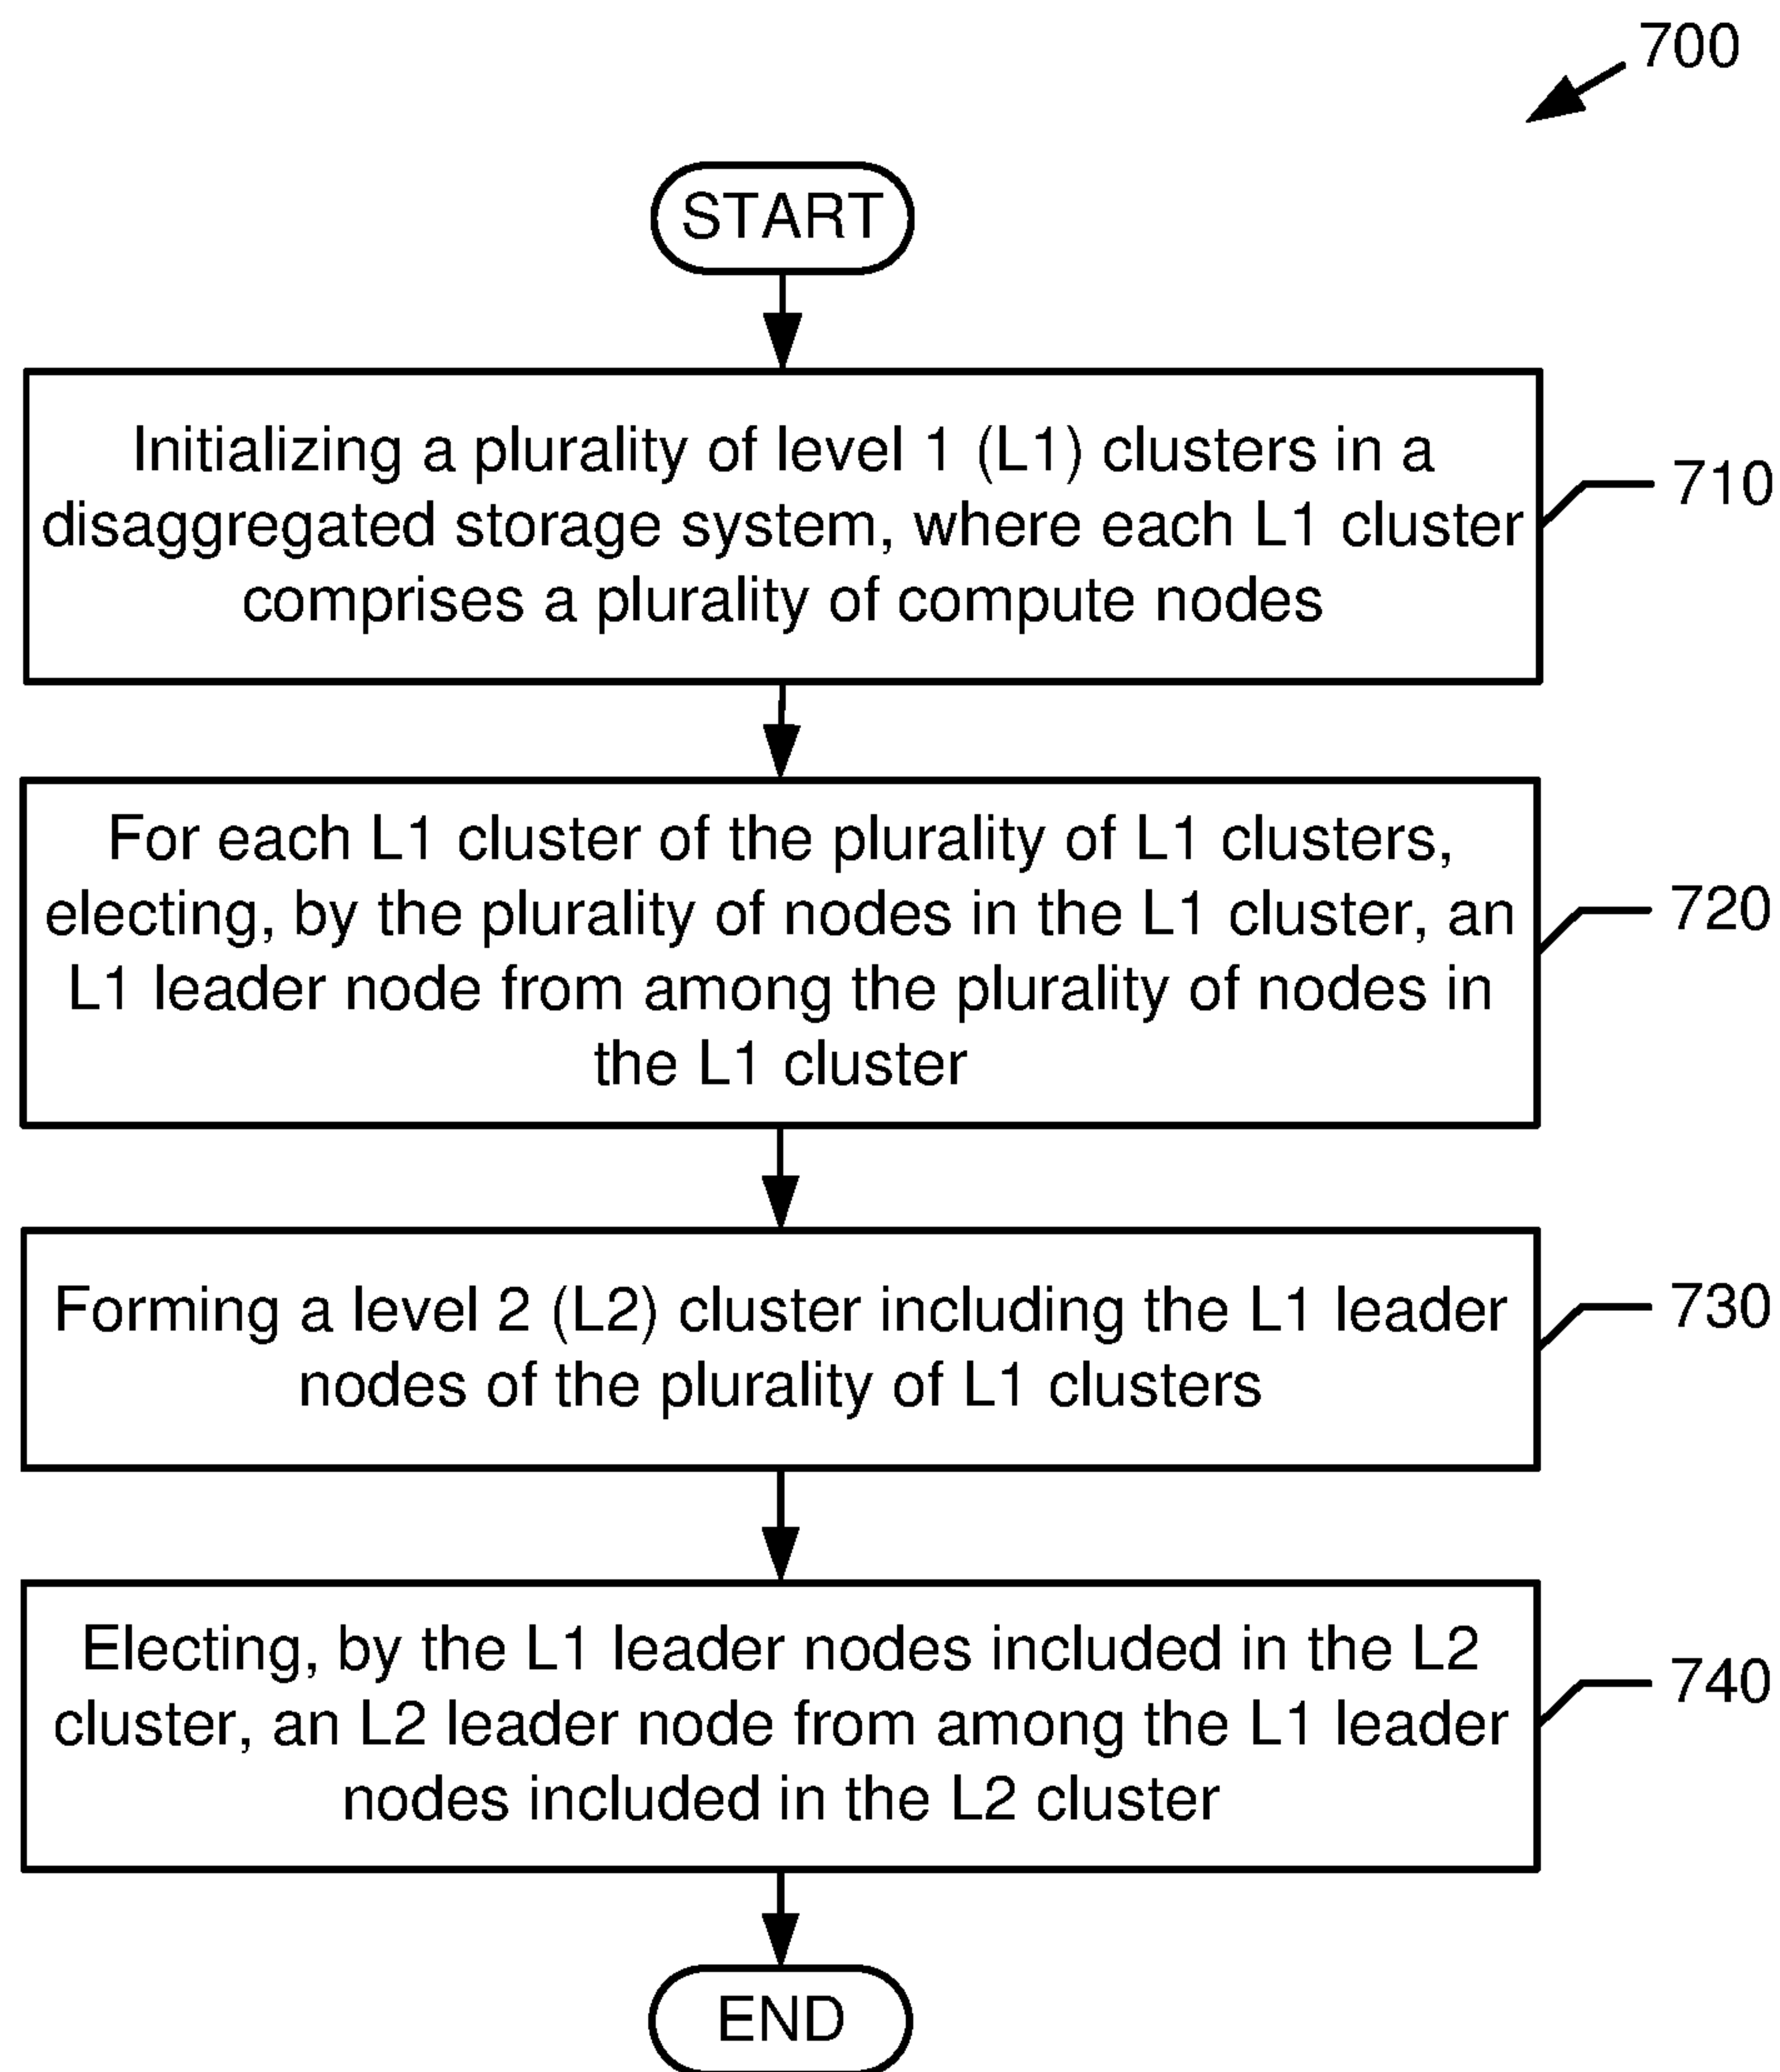 700
START
Initializing a plurality of level 1 (L1) clusters in a
disaggregated storage system, where each L1 cluster
comprises a plurality of compute nodes
710
For each L1 cluster of the plurality of L1 clusters,
electing, by the plurality of nodes in the L1 cluster, an
L1 leader node from among the plurality of nodes in
the L1 cluster
720
Forming a level 2 (L2) cluster including the L1 leader
nodes of the plurality of L1 clusters
730
Electing, by the L1 leader nodes included in the L2
cluster, an L2 leader node from among the L1 leader
nodes included in the L2 cluster
740
END